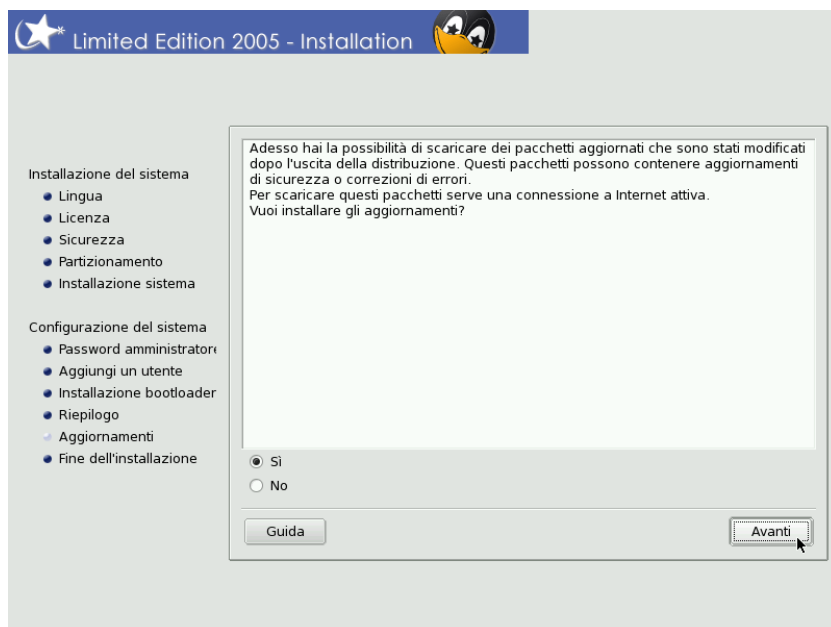 Limited Edition 2005 - Installation
Installazione del sistema
Lingua
Licenza
Sicurezza
Partizionamento
Installazione sistema
Configurazione del sistema
Password amministratore
Aggiungi un utente
Installazione bootloader
Riepilogo
Aggiornamenti
Fine dell'installazione
Adesso hai la possibilità di scaricare dei pacchetti aggiornati che sono stati modificati
dopo l'uscita della distribuzione. Questi pacchetti possono contenere aggiornamenti
di sicurezza o correzioni di errori.
Per scaricare questi pacchetti serve una connessione a Internet attiva.
Vuoi installare gli aggiornamenti?
Sì
No
Guida
Avanti